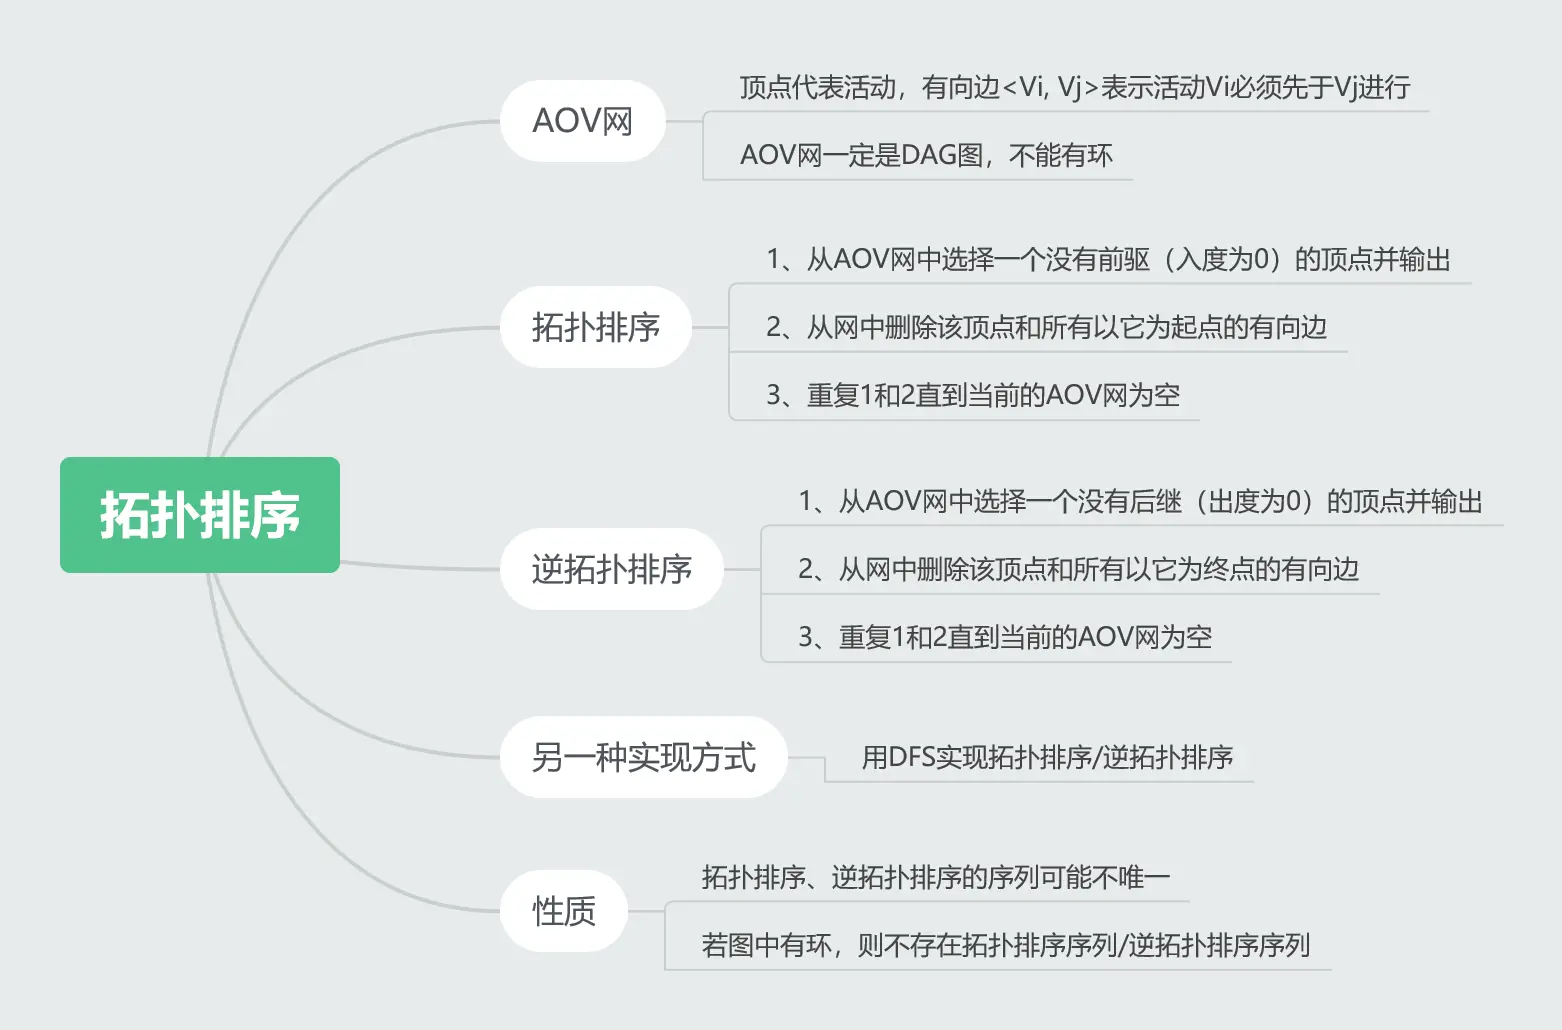 拓扑排序
AOV网
顶点代表活动，有向边<Vi, Vj>表示活动Vi必须先于Vj进行
AOV网一定是DAG图，不能有环
拓扑排序
1、从AOV网中选择一个没有前驱（入度为0）的顶点并输出
2、从网中删除该顶点和所有以它为起点的有向边
3、重复1和2直到当前的AOV网为空
逆拓扑排序
1、从AOV网中选择一个没有后继（出度为0）的顶点并输出
2、从网中删除该顶点和所有以它为终点的有向边
3、重复1和2直到当前的AOV网为空
另一种实现方式
用DFS实现拓扑排序/逆拓扑排序
性质
拓扑排序、逆拓扑排序的序列可能不唯一
若图中有环，则不存在拓扑排序序列/逆拓扑排序序列